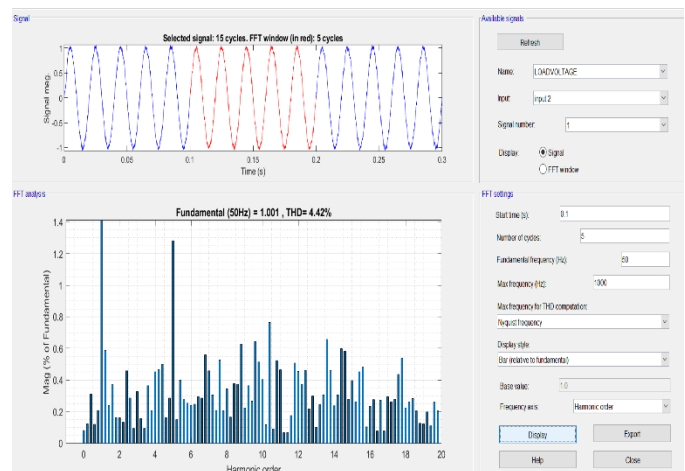 Signal
Selected signal: 15 cycles. FFT window (in red): 5 cycles
Signal mag.
0.5
0
-0.5
-1
0
0.05
0.1
0.15
0.2
0.25
0.3
Time (s)
FFT analysis
Fundamental (50Hz) = 1.001 , THD= 4.42%
Mag (% of Fundamental)
1.4
1.2
1
0.8
0.6
0.4
0.2
0
0
2
4
6
8
10
12
14
16
18
20
Harmonic order
Available signals
Refresh
Name:
LOADVOLTAGE
Input:
input 2
Signal number:
1
Display:
Signal
FFT window
FFT settings
Start time (s):
0.1
Number of cycles:
5
Fundamental frequency (Hz):
50
Max frequency (Hz):
1000
Max frequency for THD computation:
Nyquist frequency
Display style:
Bar (relative to fundamental)
Base value:
1.0
Frequency axis:
Harmonic order
Display
Export
Help
Close